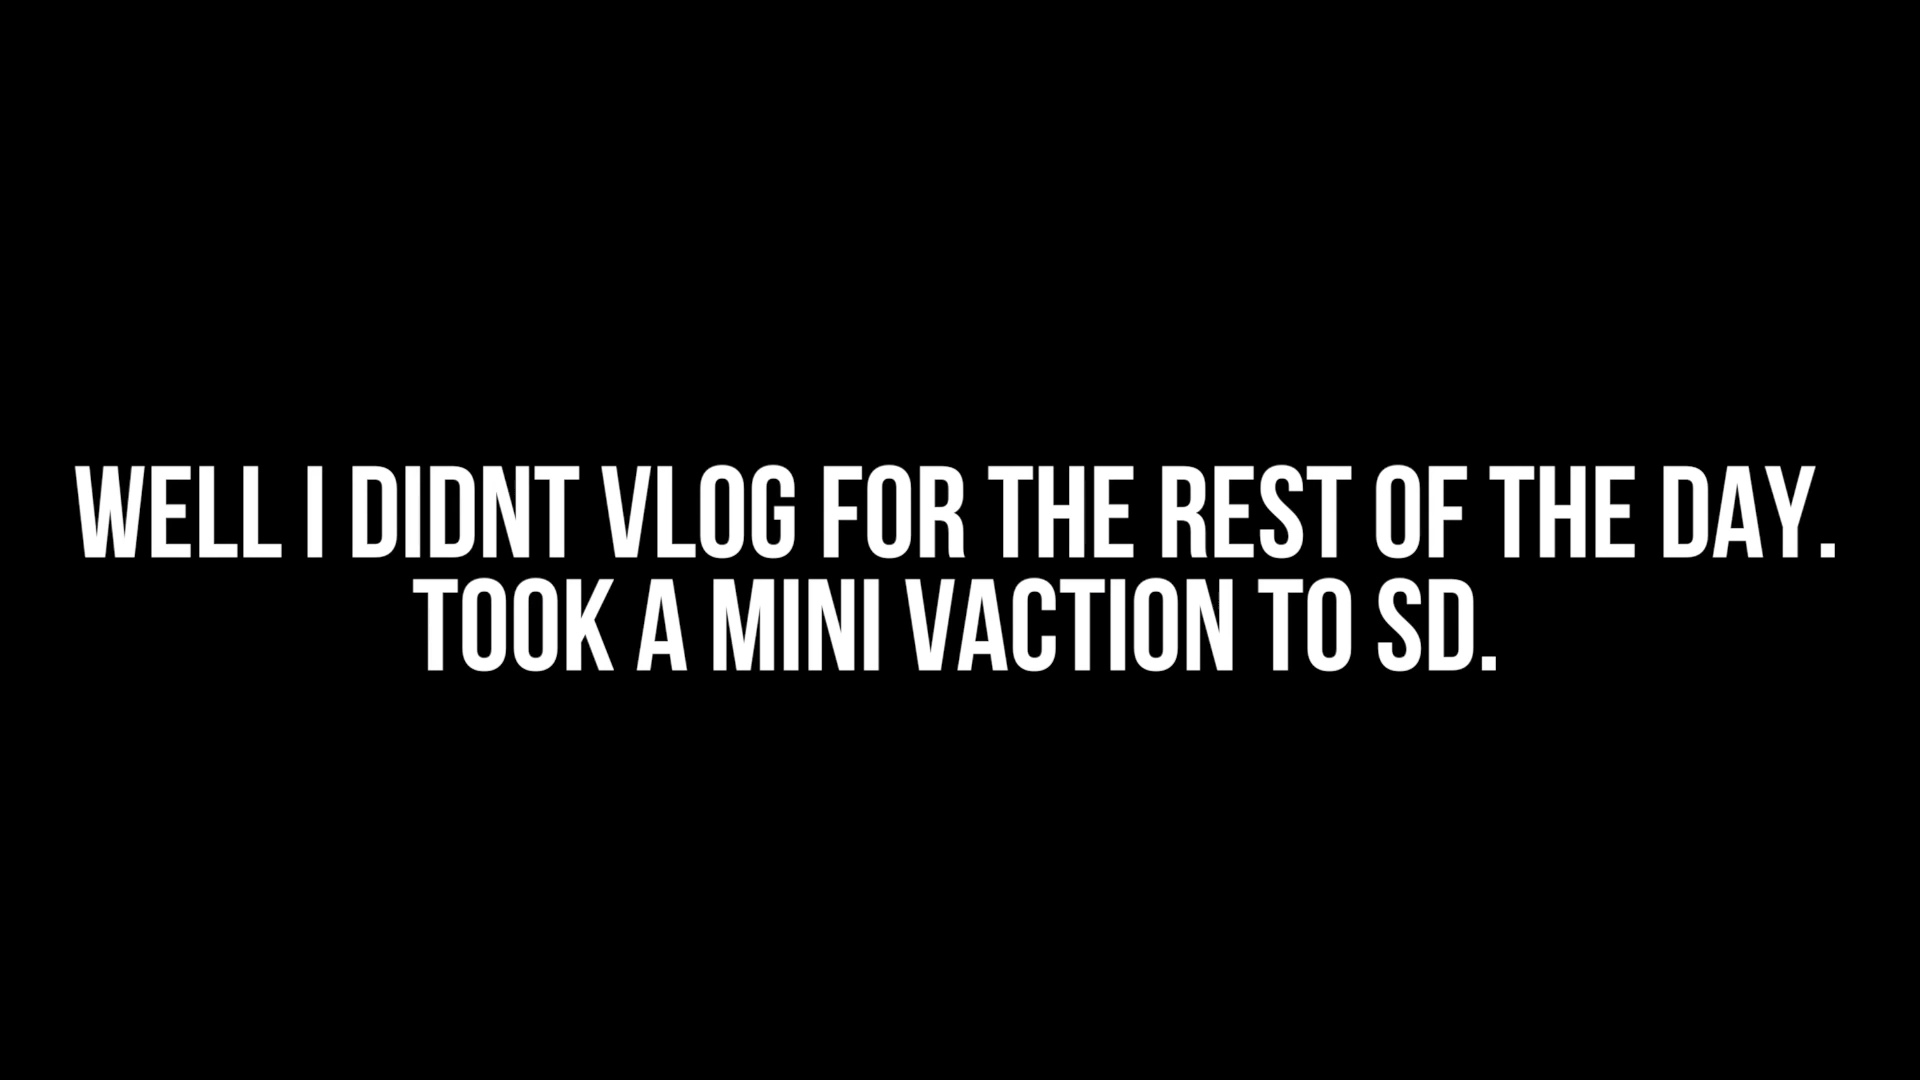 WELL I DIDNT VLOG FOR THE REST OF THE DAY.
TOOK A MINI VACTION TO SD.